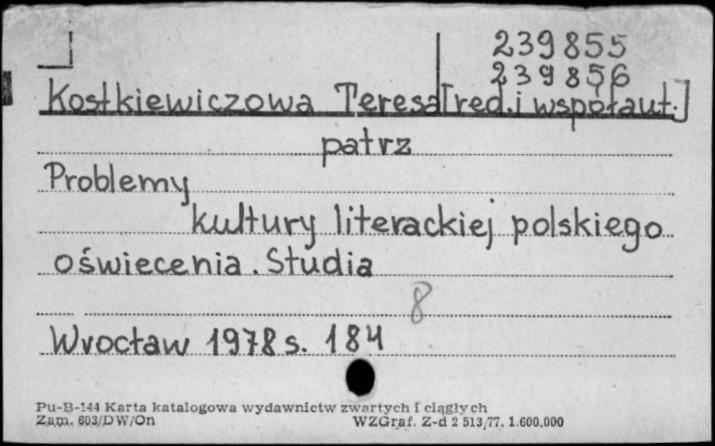 239855
239856
Kostkiewiczowa Teresa [red. i współaut.]
patrz
Problemy
kultury literackiej polskiego
oświecenia. Studia
8
Wrocław 1978 s. 184
Pu-B-144 Karta katalogowa wydawnictw zwartych i ciągłych
Zam. 603/DW/On WZGraf. Z-d 2 513/77. 1.600.000